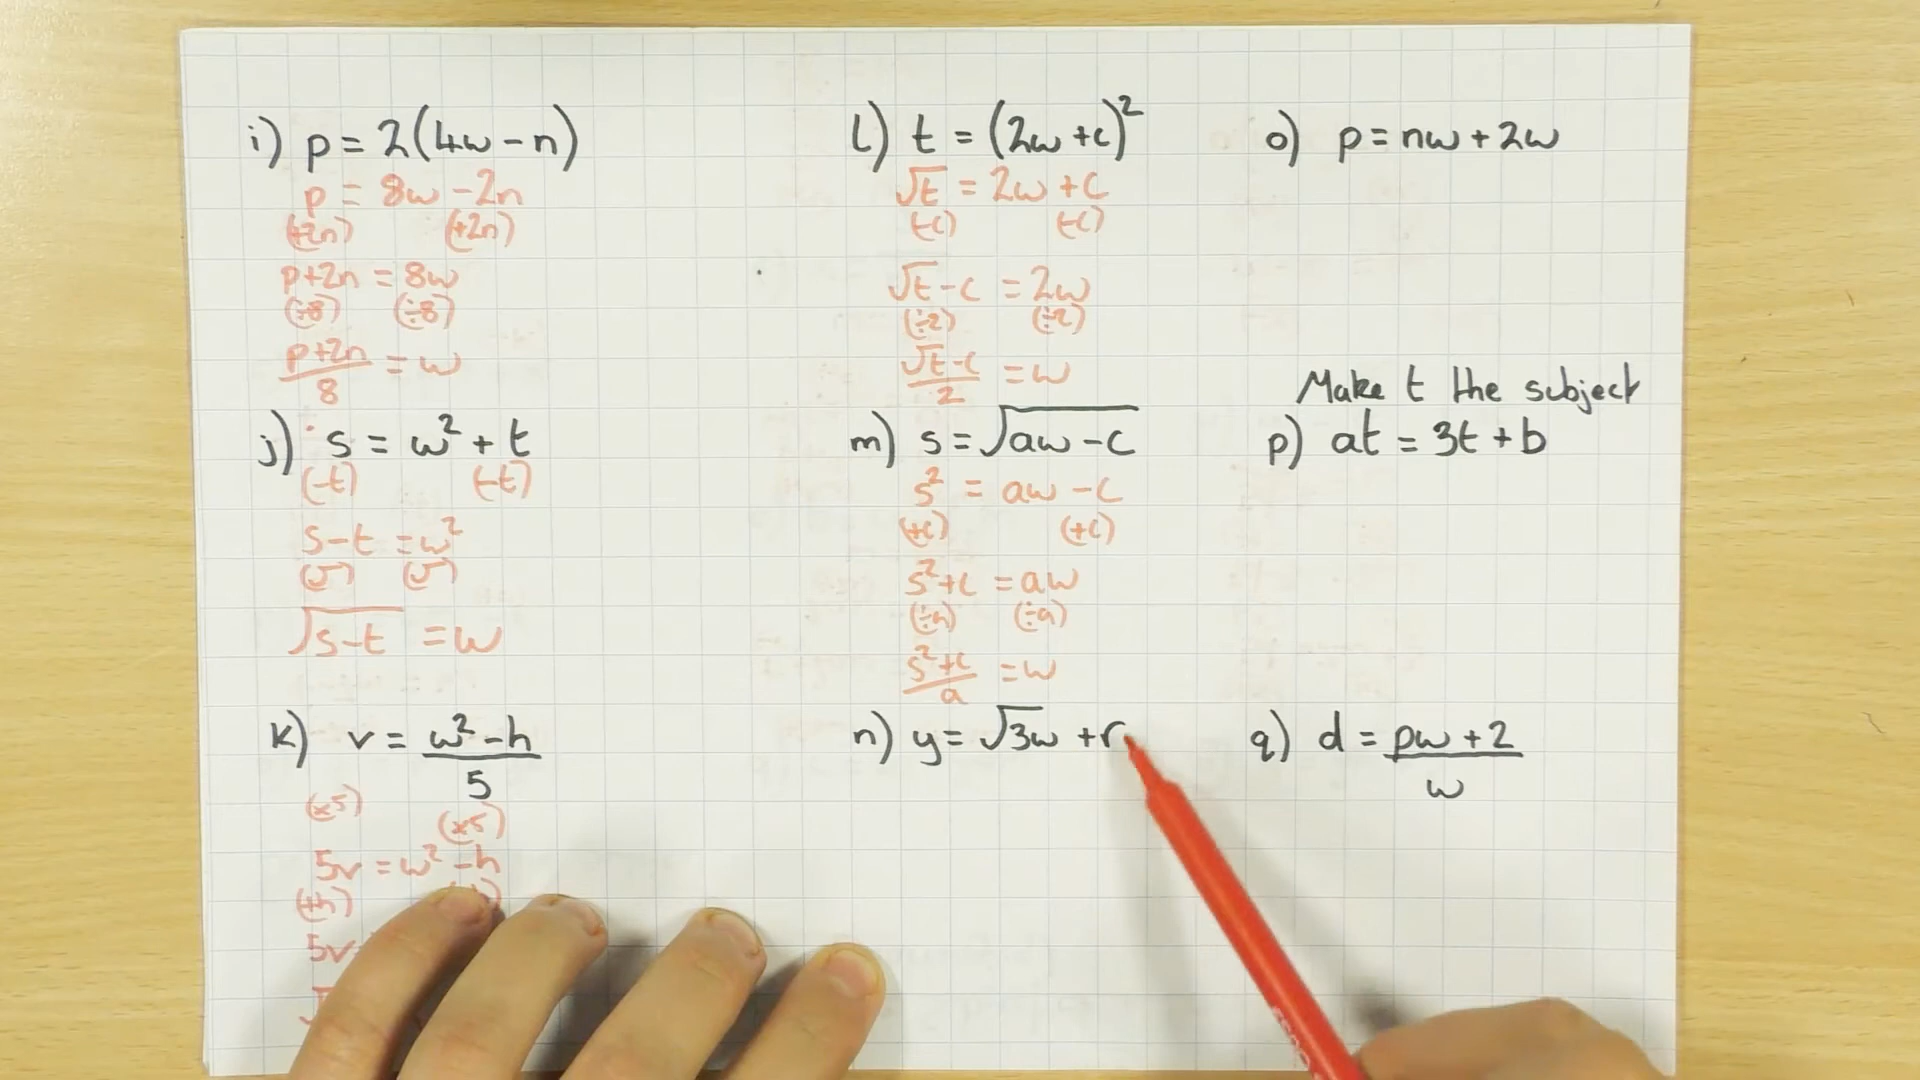 i) p = 2(4w - n)
p = 8w - 2n
(+2n) (+2n)
p+2n = 8w
(÷8) (÷8)
p+2n/8 = w
j) s = w² + t
(-t) (-t)
s-t = w²
(√) (√)
√s-t = w
k) v = w²-h/5
(x5) (x5)
5v = w² - h
(+h)
5v
l) t = (2w + c)²
√t = 2w + c
(-c) (-c)
√t - c = 2w
(÷2) (÷2)
√t-c/2 = w
m) s = √aw - c
s² = aw - c
(+c) (+c)
s²+c = aw
(÷a) (÷a)
s²+c/a = w
n) y = √3w + r
o) p = nw + 2w
Make t the subject
p) at = 3t + b
q) d = pw + 2/w